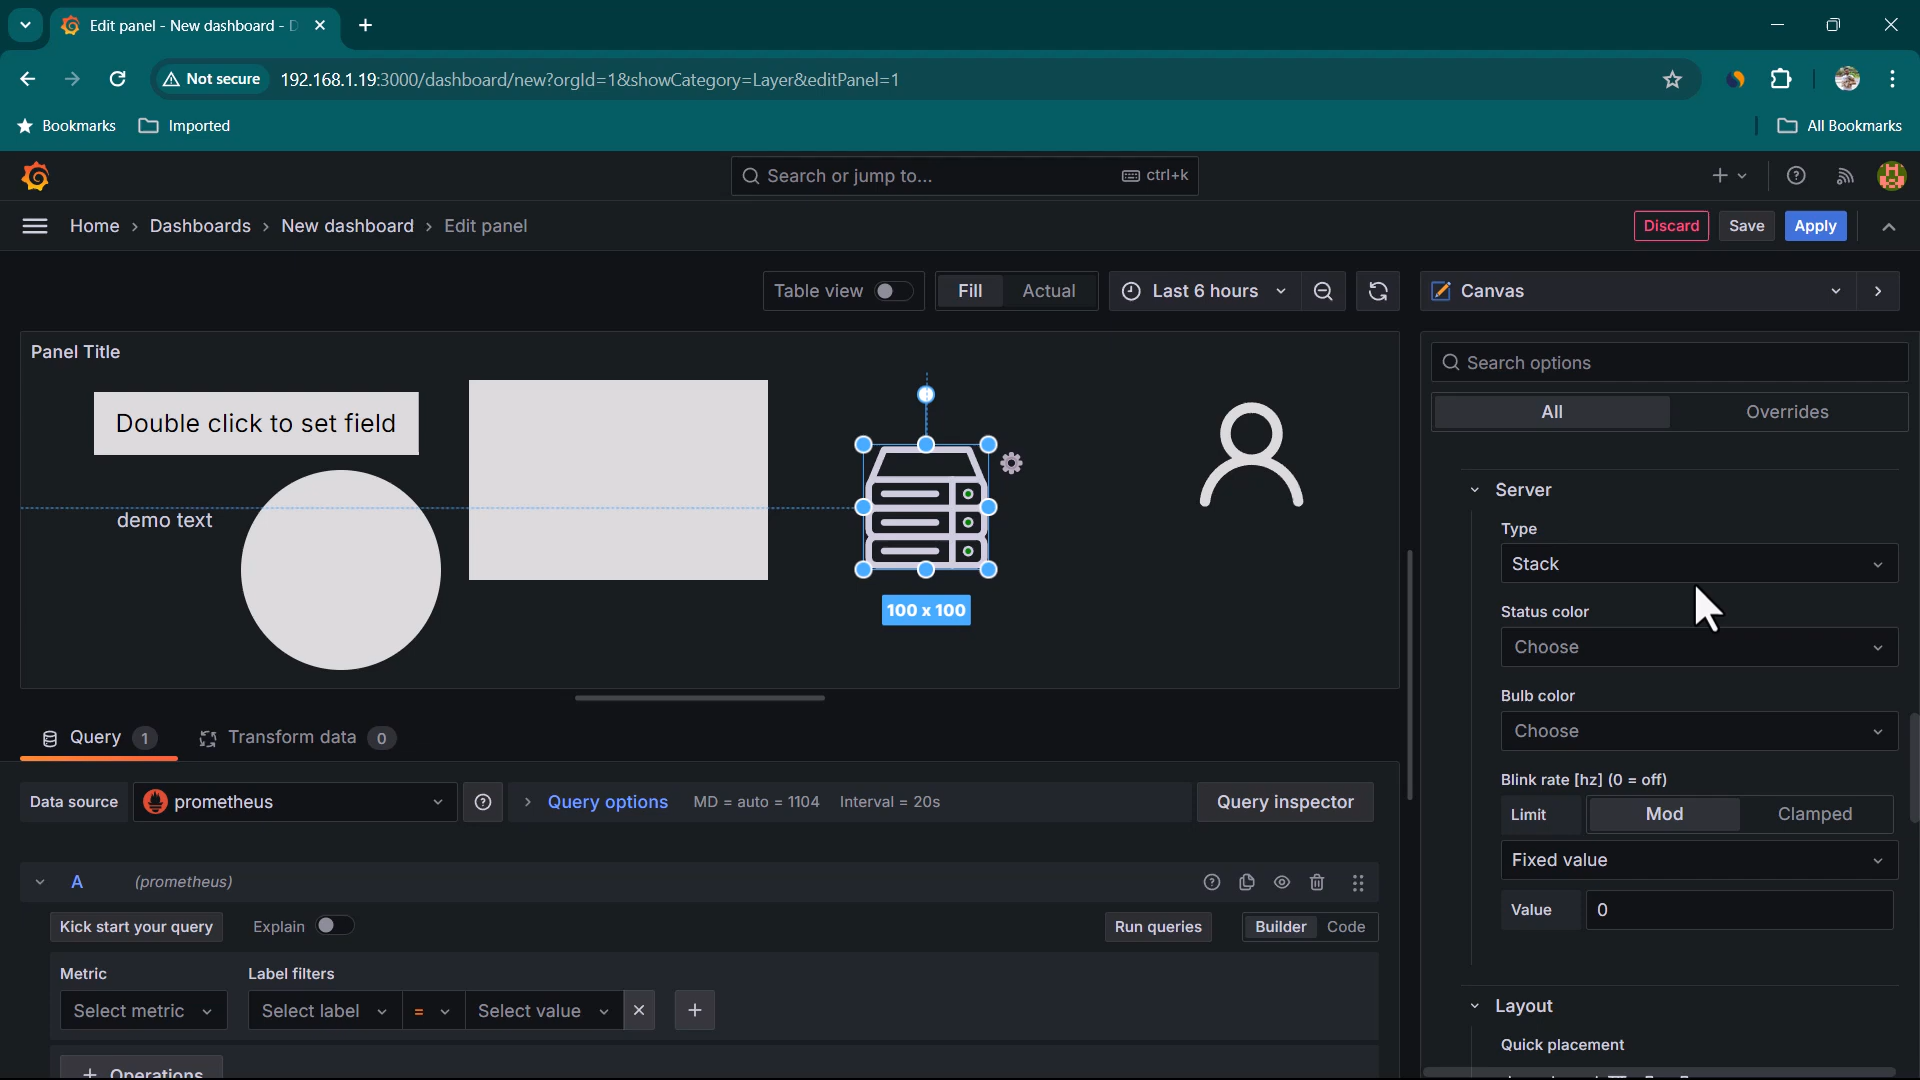 Edit panel - New dashboard - D
Not secure
192.168.1.19:3000/dashboard/new?orgId=1&showCategory=Layer&editPanel=1
Bookmarks
Imported
All Bookmarks
Search or jump to...
ctrl+k
Home › Dashboards › New dashboard › Edit panel
Discard
Save
Apply
Table view
Fill
Actual
Last 6 hours
Canvas
Panel Title
Double click to set field
demo text
100 x 100
Search options
All
Overrides
Server
Type
Stack
Status color
Choose
Bulb color
Choose
Blink rate [hz] (0 = off)
Limit
Mod
Clamped
Fixed value
Value
0
Layout
Quick placement
Query 1
Transform data 0
Data source
prometheus
Query options
MD = auto = 1104
Interval = 20s
Query inspector
A
(prometheus)
Kick start your query
Explain
Run queries
Builder
Code
Metric
Label filters
Select metric
Select label
=
Select value
+ Operations